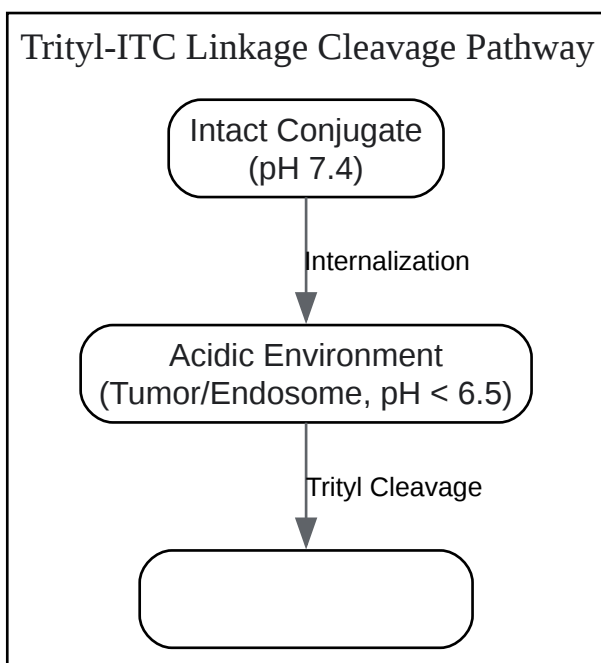 Trityl-ITC Linkage Cleavage Pathway
Intact Conjugate
(pH 7.4)
Internalization
Acidic Environment
(Tumor/Endosome, pH < 6.5)
Trityl Cleavage